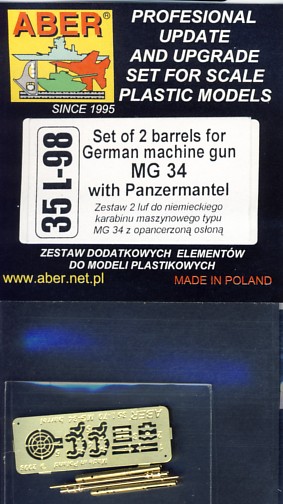 ABER®
PROFESIONAL
UPDATE
AND UPGRADE
SET FOR SCALE
PLASTIC MODELS
SINCE 1995
35 L-98
Set of 2 barrels for
German machine gun
MG 34
with Panzermantel
Zestaw 2 luf do niemieckiego
karabinu maszynowego typu
MG 34 z opancerzoną osłoną
ZESTAW DODATKOWYCH ELEMENTÓW
DO MODELI PLASTIKOWYCH
www.aber.net.pl
MADE IN POLAND